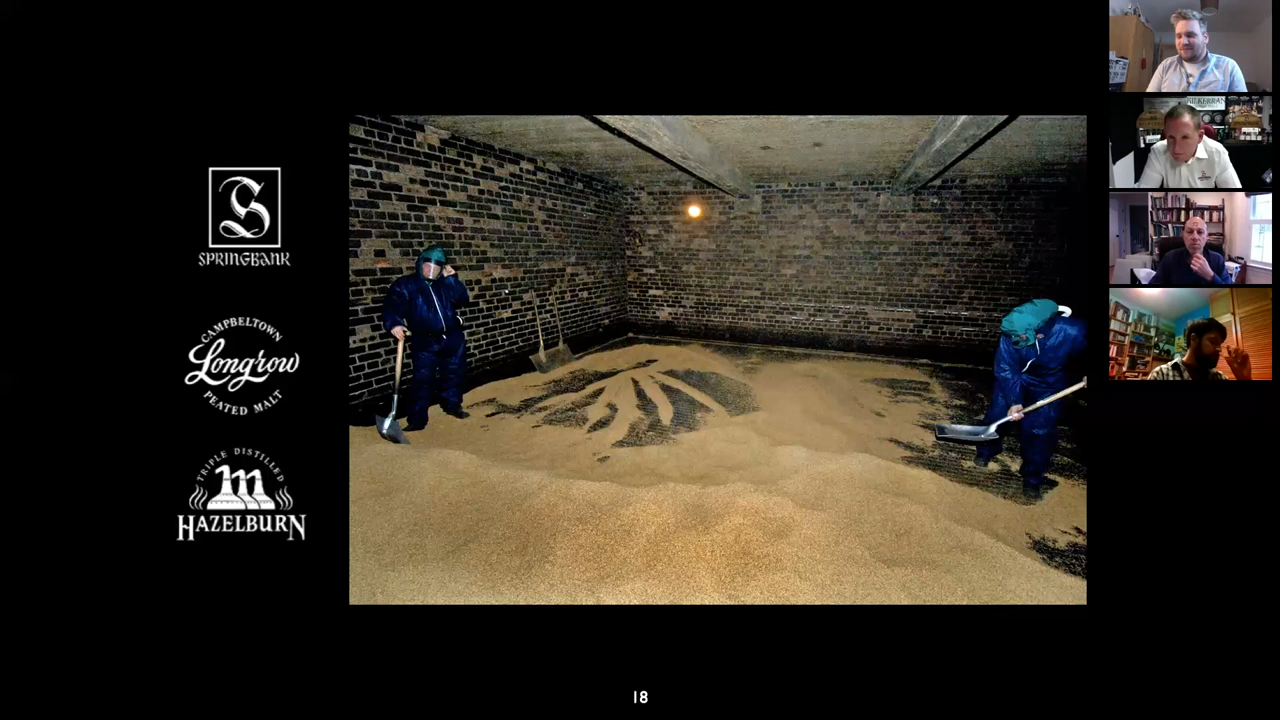 S
SPRINGBANK
CAMPBELTOWN
Longrow
PEATED MALT
TRIPLE DISTILLED
HAZELBURN
18
KILKERRAN